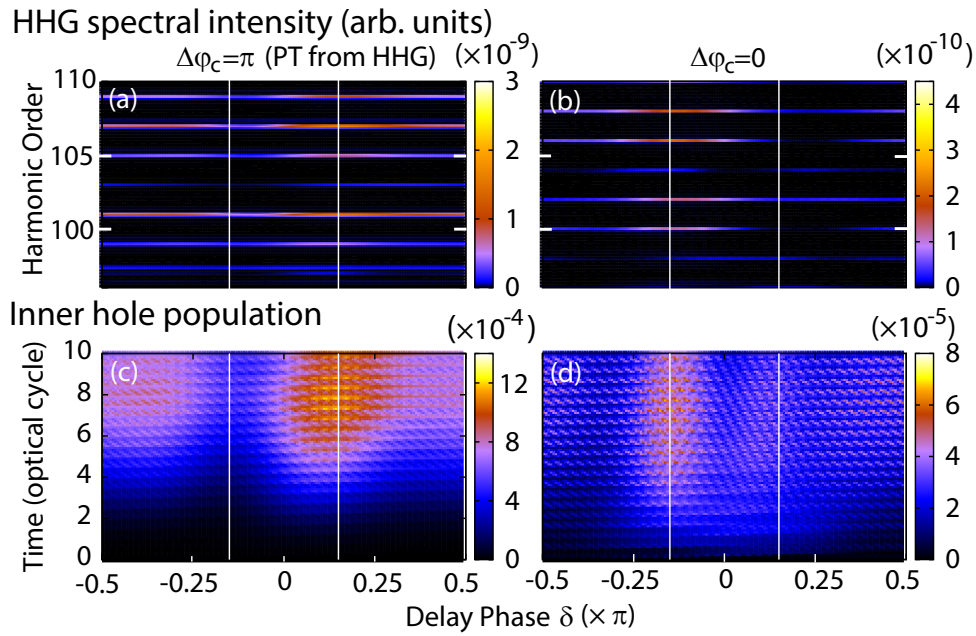 HHG spectral intensity (arb. units)
Δφc=π (PT from HHG) (×10-9)
Δφc=0 (×10-10)
Harmonic Order
110
105
100
(a)
3
2
1
0
(b)
4
3
2
1
0
Inner hole population
(×10-4)
(×10-5)
Time (optical cycle)
10
8
6
4
2
0
(c)
12
8
4
0
(d)
8
6
4
2
0
-0.5 -0.25 0 0.25 0.5
-0.5 -0.25 0 0.25 0.5
Delay Phase δ (× π)